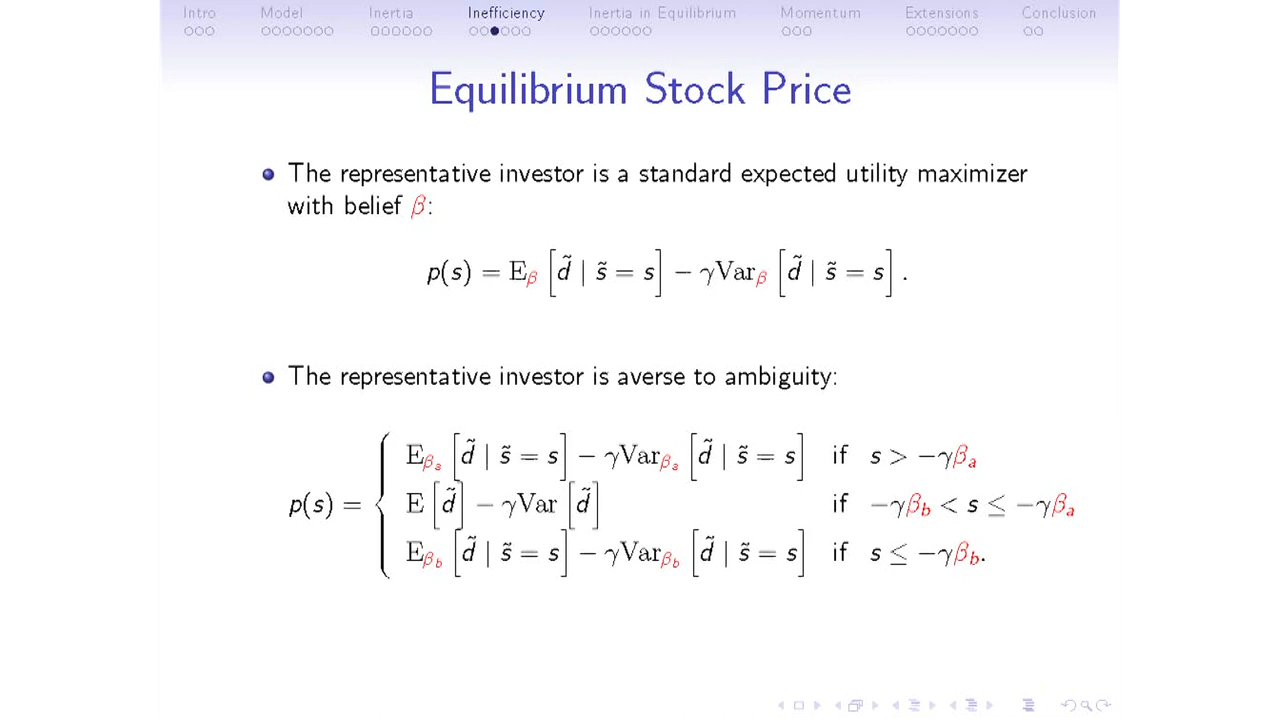 Intro Model Inertia Inefficiency Inertia in Equilibrium Momentum Extensions Conclusion
Equilibrium Stock Price
The representative investor is a standard expected utility maximizer
with belief β:
p(s) = E_β [d̃ | s̃ = s] − γVar_β [d̃ | s̃ = s] .
The representative investor is averse to ambiguity:
p(s) = { E_{β_a} [d̃ | s̃ = s] − γVar_{β_a} [d̃ | s̃ = s] if s > −γβ_a
E [d̃] − γVar [d̃] if −γβ_b < s ≤ −γβ_a
E_{β_b} [d̃ | s̃ = s] − γVar_{β_b} [d̃ | s̃ = s] if s ≤ −γβ_b.